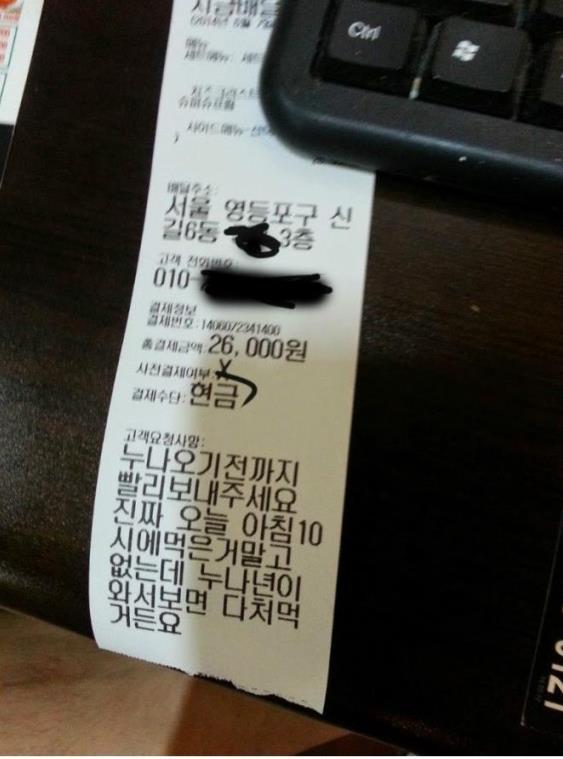 메뉴
배달주소:
서울 영등포구 신
길6동 3층
고객 전화번호:
010-
결제정보
결제번호:1406072341400
총결제금액:26,000원
사전결제여부:X
결제수단:현금
고객요청사항:
누나오기전까지
빨리보내주세요
진짜 오늘 아침10
시에먹은거말고
없는데 누나년이
와서보면 다처먹
거든요
Ctrl